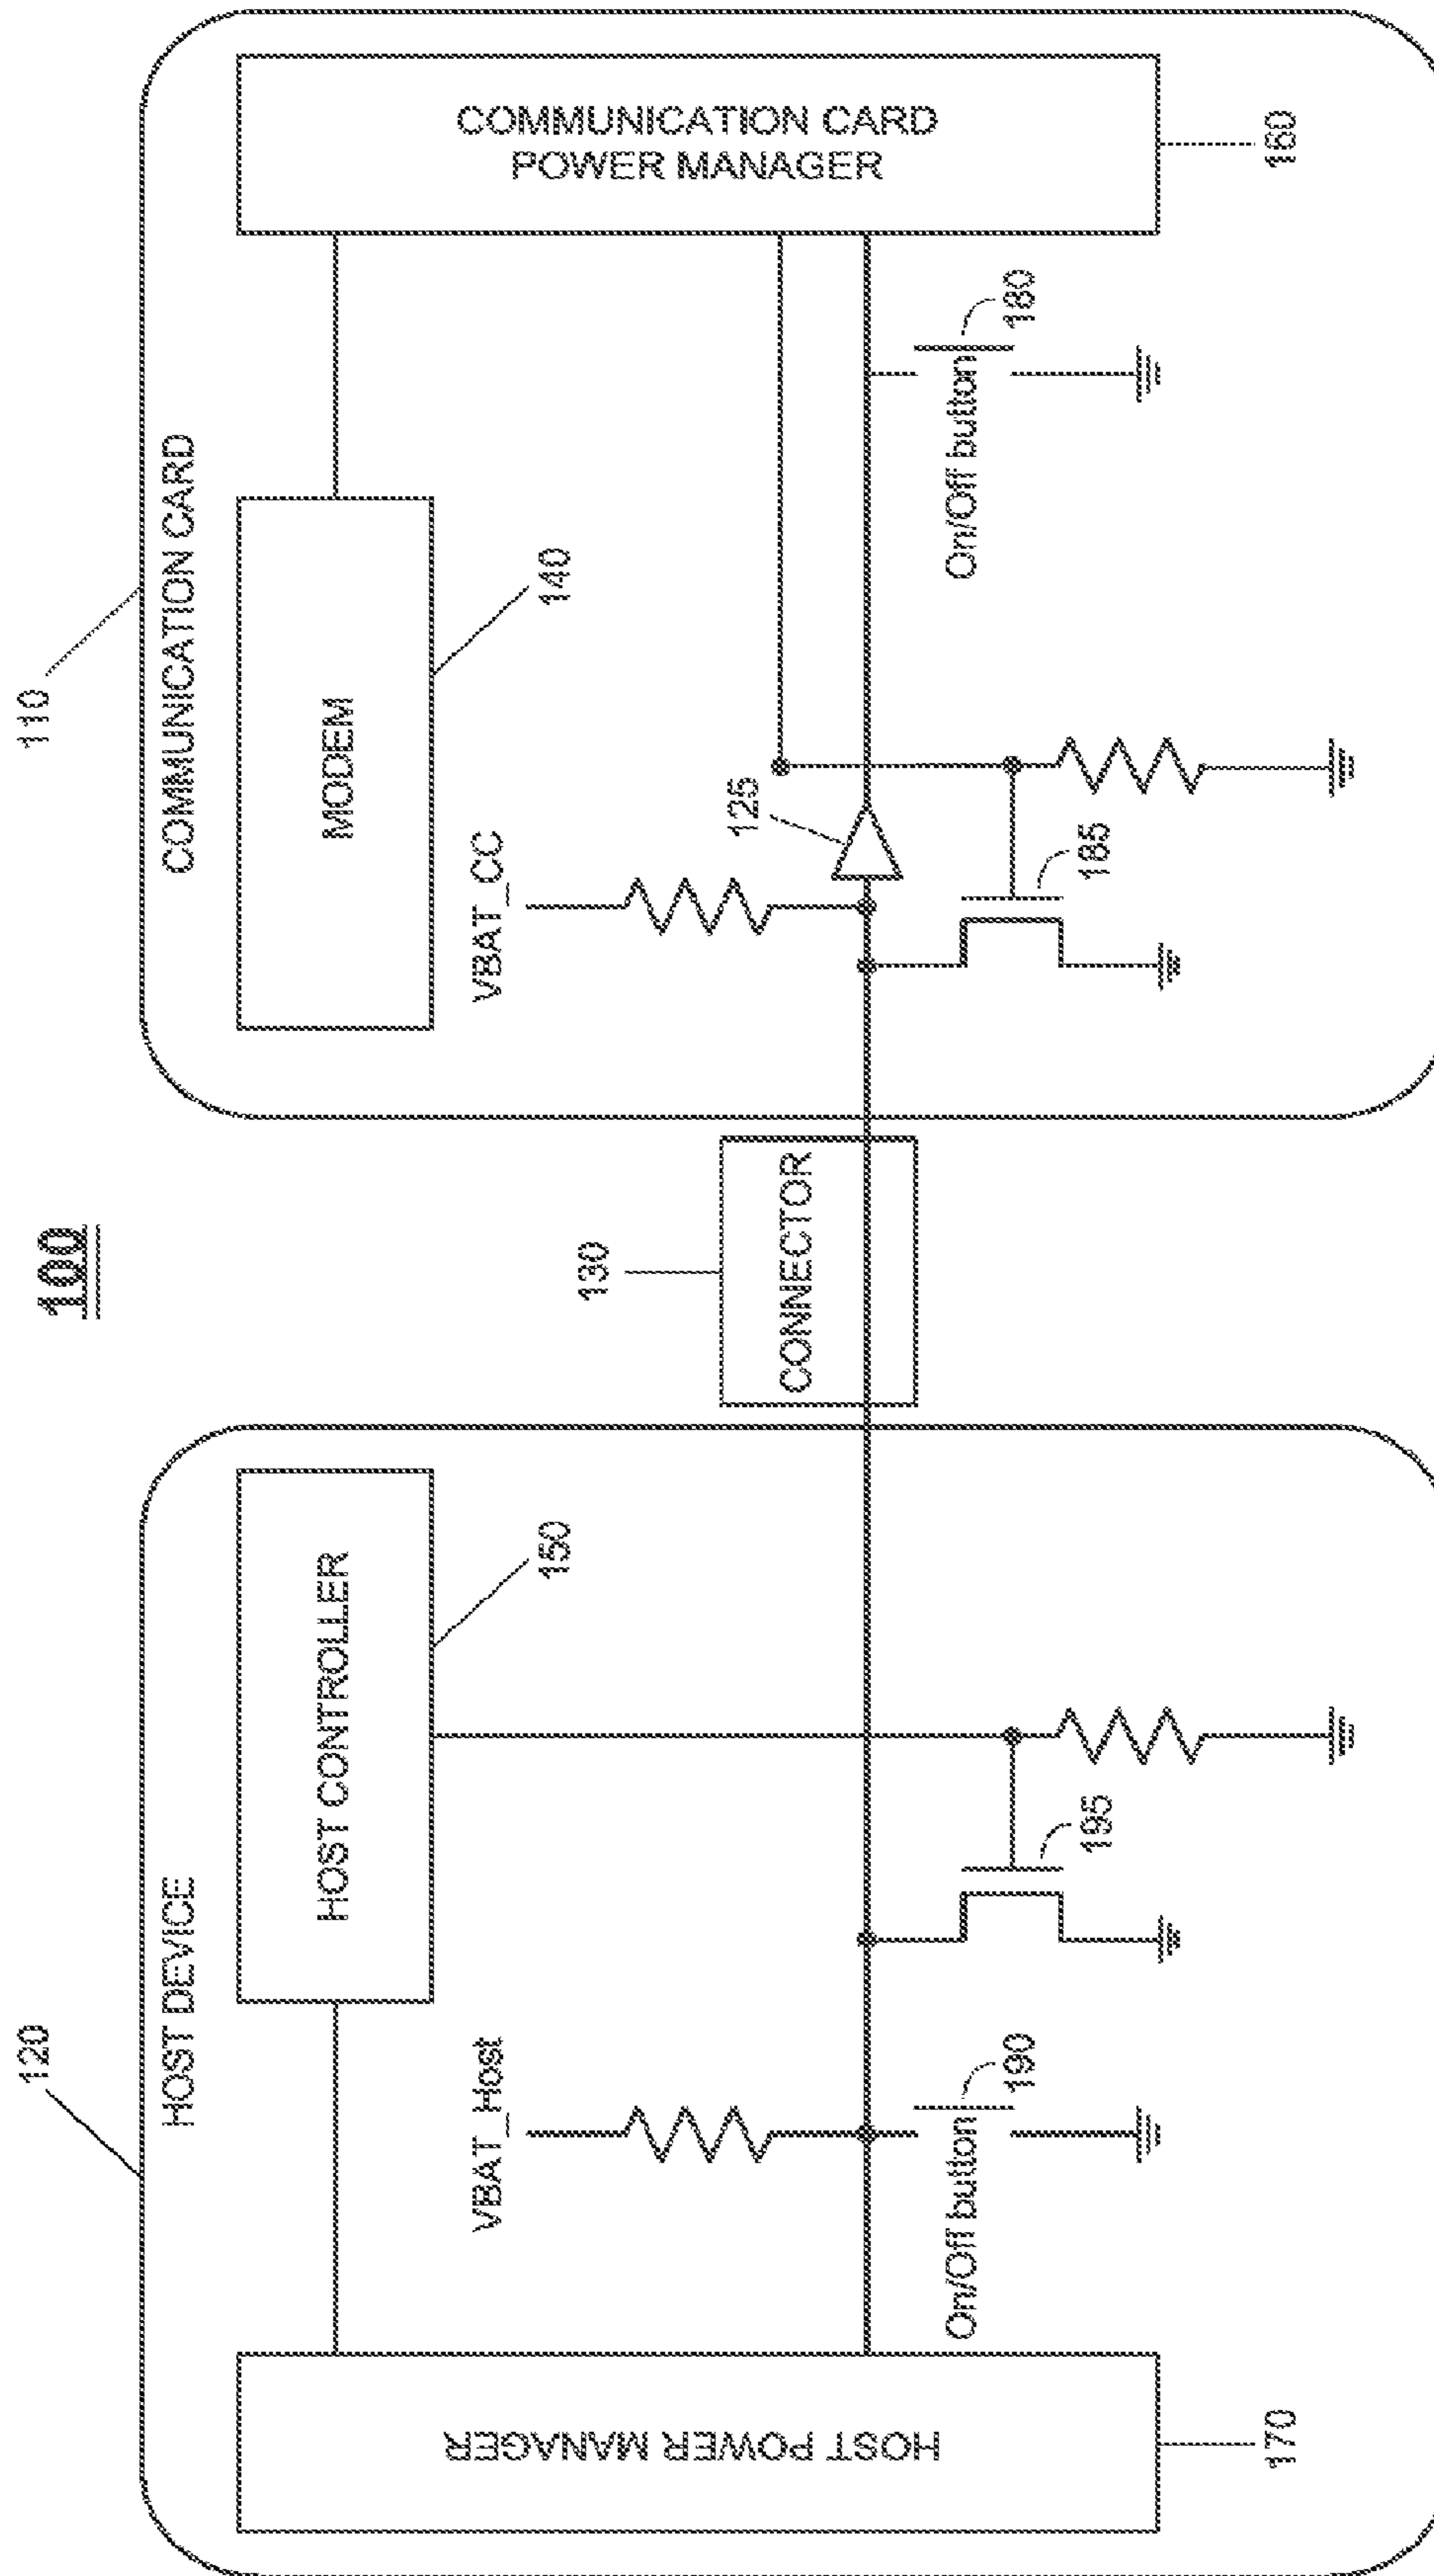 100
120
HOST DEVICE
HOST CONTROLLER
150
VBAT_Host
HOST POWER MANAGER
170
On/Off button
190
195
130
CONNECTOR
110
COMMUNICATION CARD
MODEM
140
VBAT_CC
125
185
On/Off button
180
COMMUNICATION CARD
POWER MANAGER
160